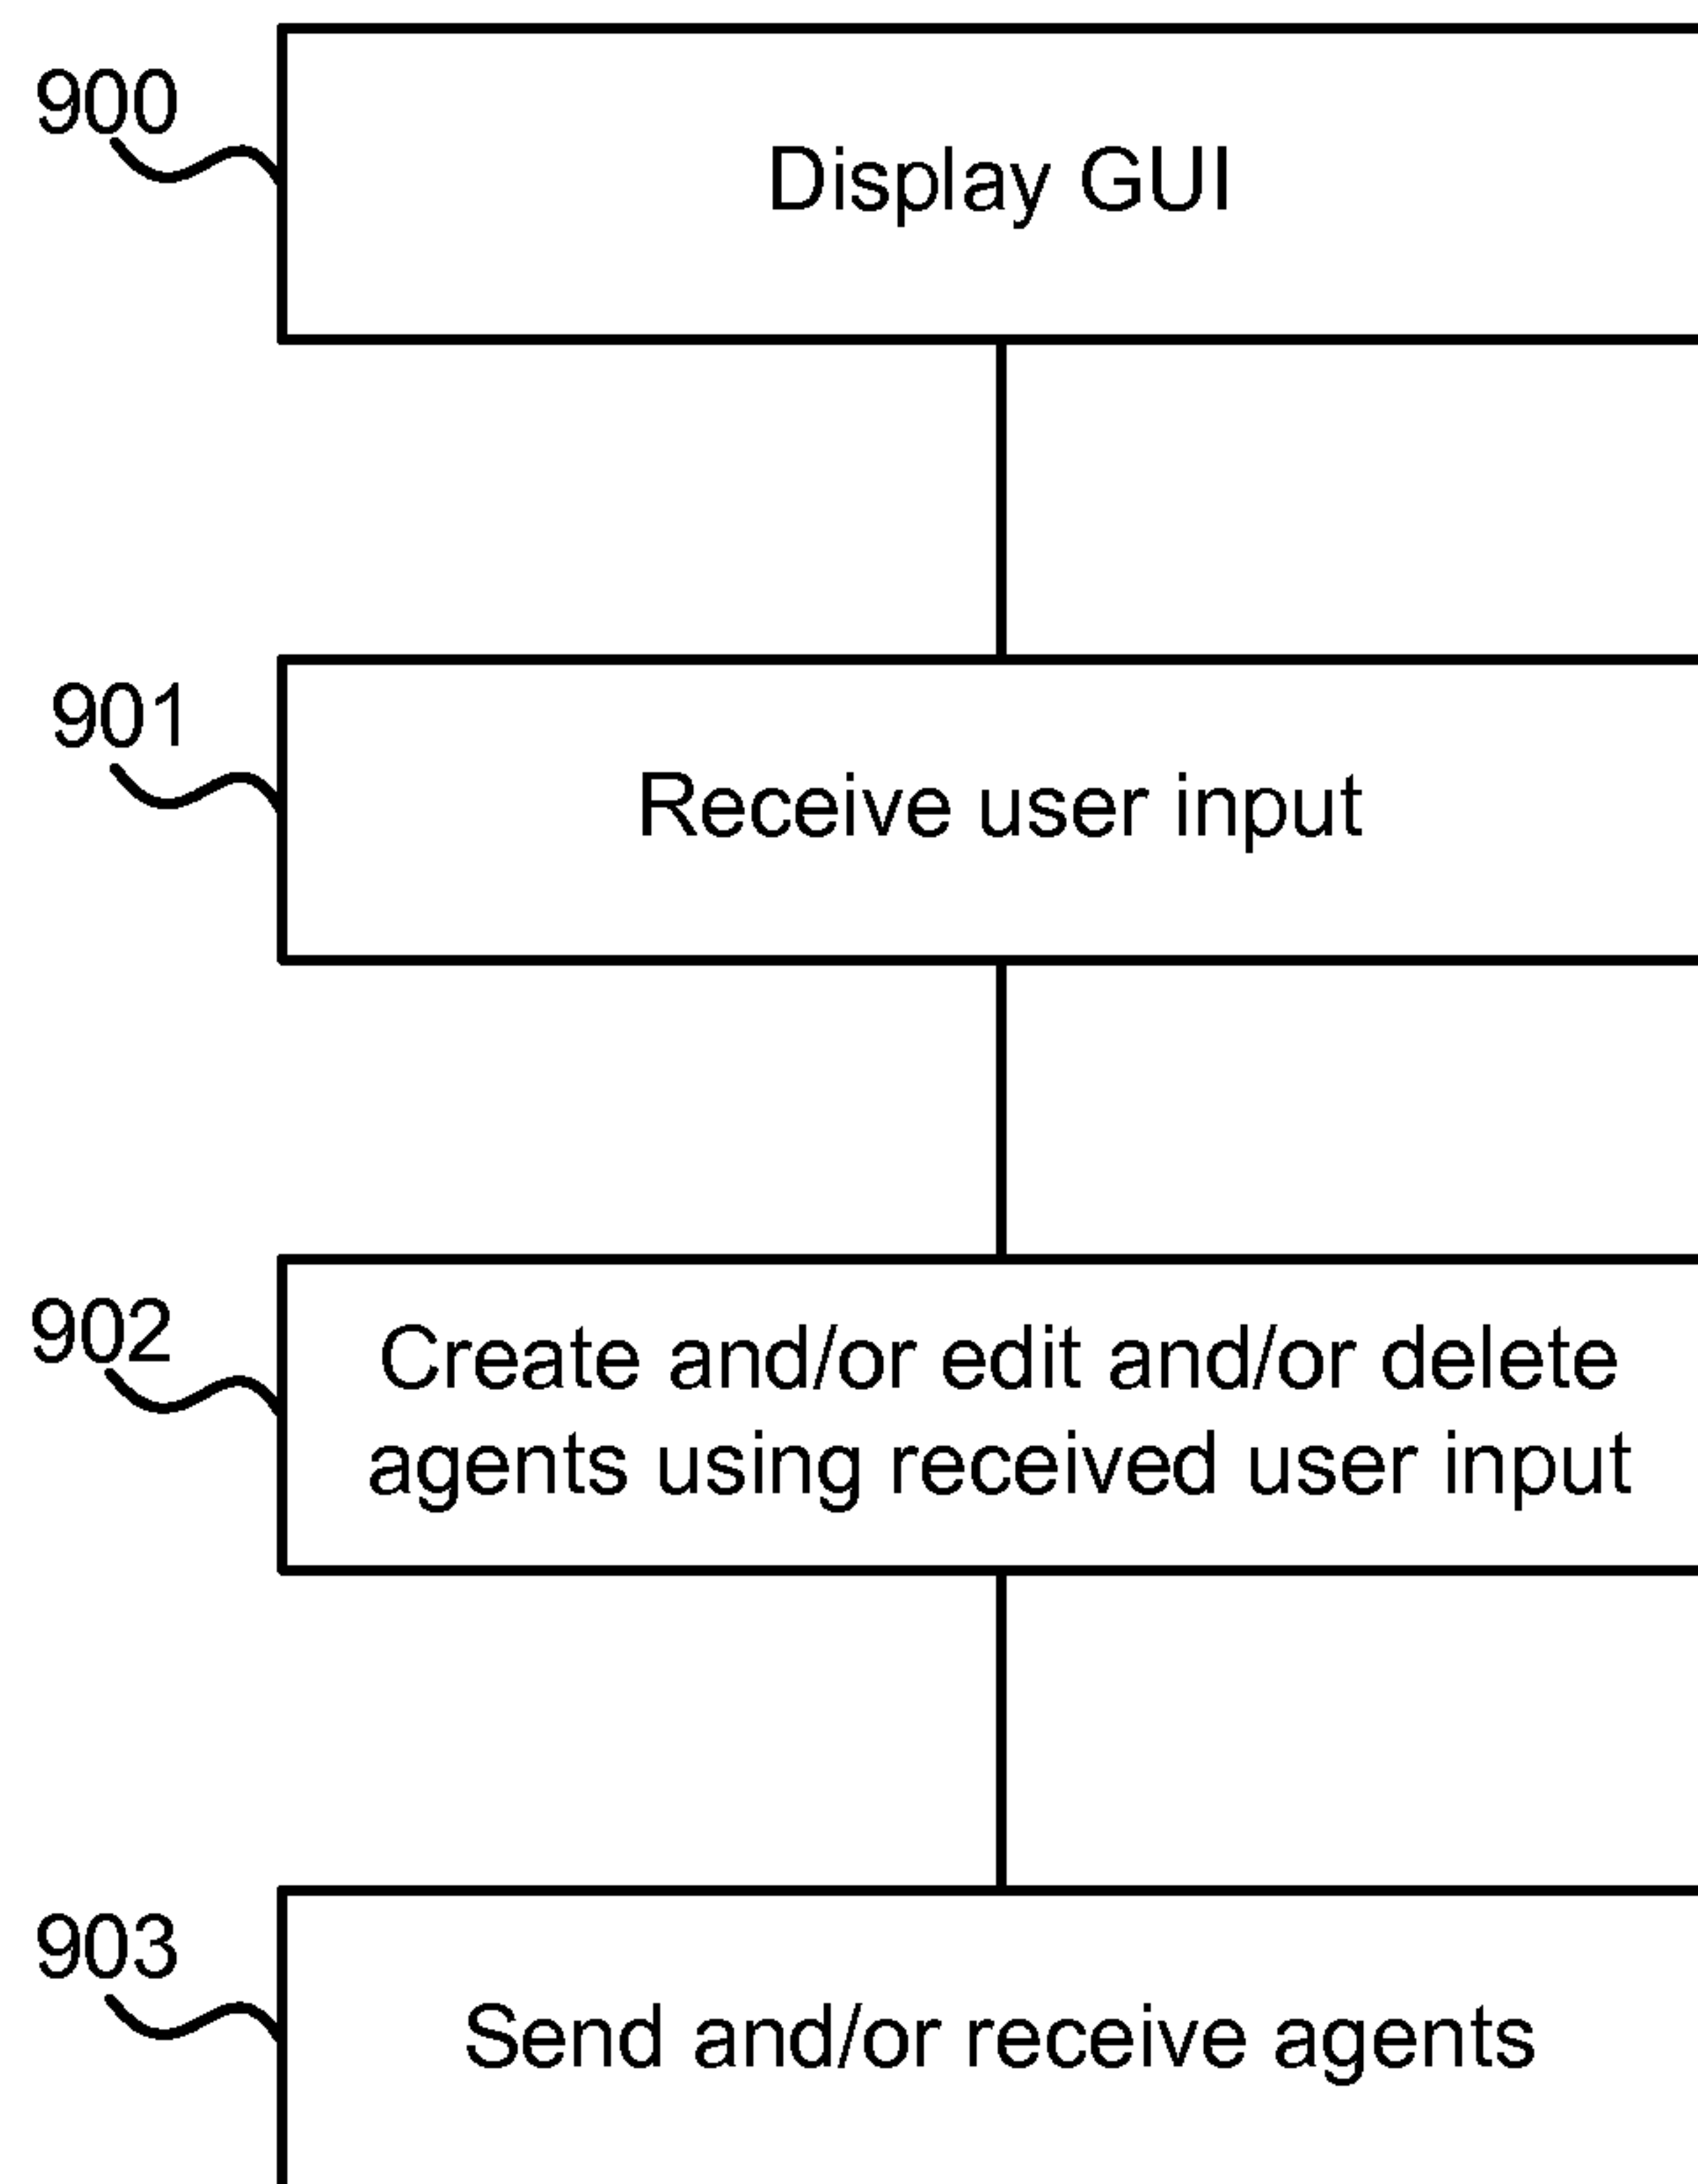 900
Display GUI
901
Receive user input
902
Create and/or edit and/or delete
agents using received user input
903
Send and/or receive agents